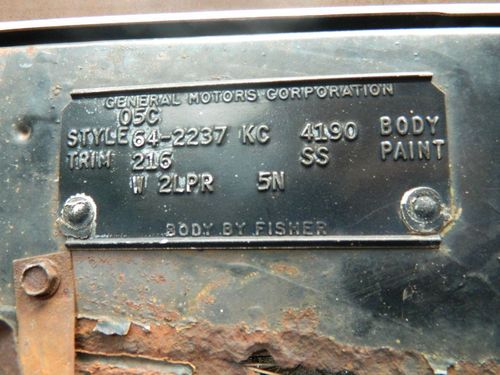 GENERAL MOTORS CORPORATION
05C
STYLE 64-2237 KC 4190 BODY
TRIM 216 SS PAINT
W 2LPR 5N
BODY BY FISHER